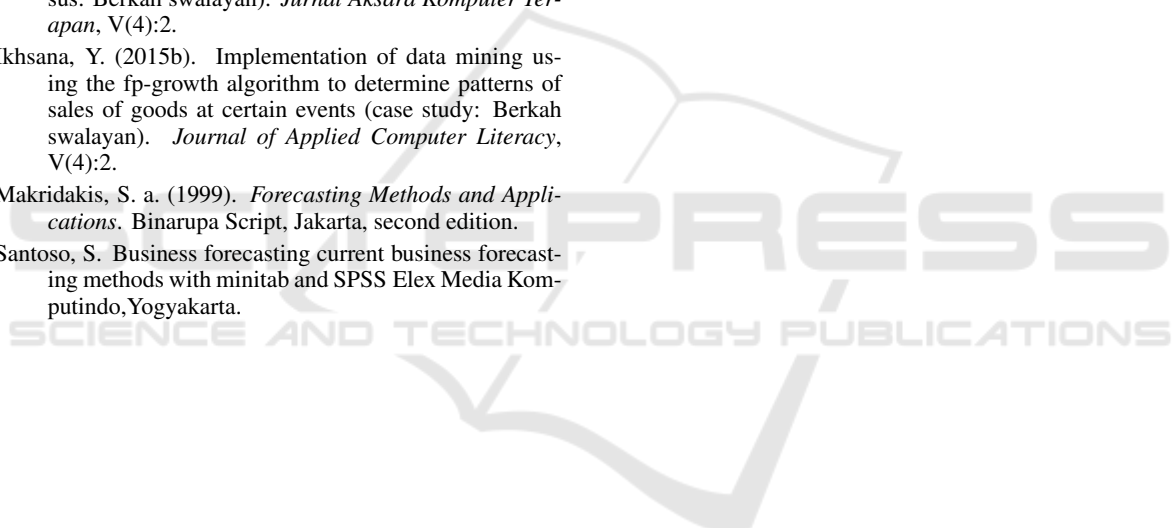 sus: Berkah swalayan). Jurnal Aksara Komputer Ter-
apan, V(4):2.
Ikhsana, Y. (2015b). Implementation of data mining us-
ing the fp-growth algorithm to determine patterns of
sales of goods at certain events (case study: Berkah
swalayan). Journal of Applied Computer Literacy,
V(4):2.
Makridakis, S. a. (1999). Forecasting Methods and Appli-
cations. Binarupa Script, Jakarta, second edition.
Santoso, S. Business forecasting current business forecast-
ing methods with minitab and SPSS Elex Media Kom-
putindo,Yogyakarta.
SCITEPRESS
SCIENCE AND TECHNOLOGY PUBLICATIONS